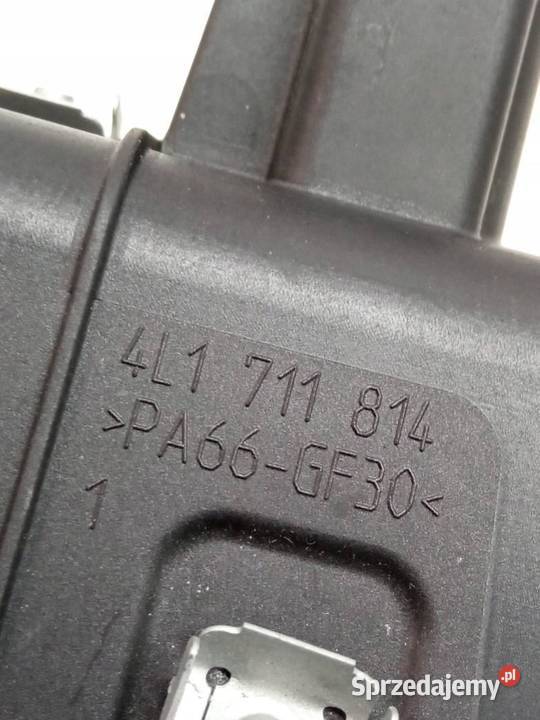 4L1 711 814
>PA66-GF30<
1
Sprzedajemy.pl